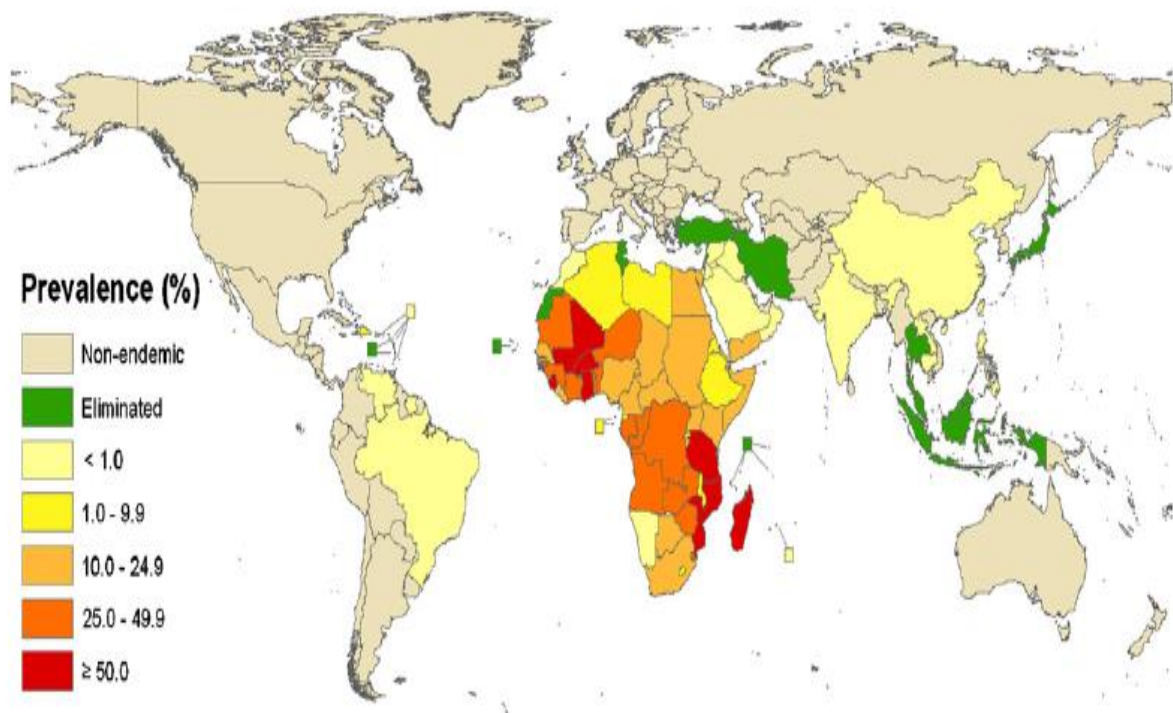 Prevalence (%)
Non-endemic
Eliminated
< 1.0
1.0 - 9.9
10.0 - 24.9
25.0 - 49.9
≥ 50.0